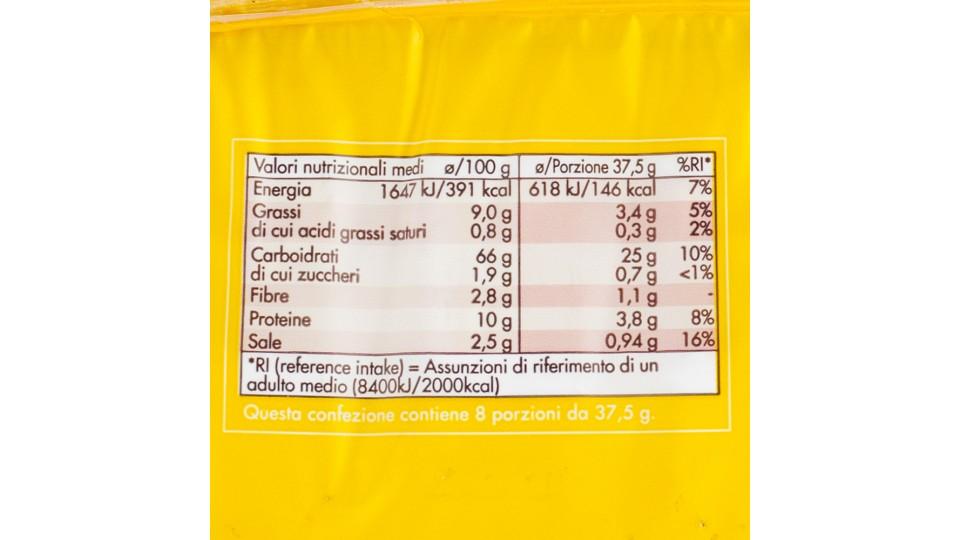 Valori nutrizionali medi ø/100 g ø/Porzione 37,5 g %RI*
Energia 1647 kJ/391 kcal 618 kJ/146 kcal 7%
Grassi 9,0 g 3,4 g 5%
di cui acidi grassi saturi 0,8 g 0,3 g 2%
Carboidrati 66 g 25 g 10%
di cui zuccheri 1,9 g 0,7 g <1%
Fibre 2,8 g 1,1 g -
Proteine 10 g 3,8 g 8%
Sale 2,5 g 0,94 g 16%
*RI (reference intake) = Assunzioni di riferimento di un
adulto medio (8400kJ/2000kcal)
Questa confezione contiene 8 porzioni da 37,5 g.